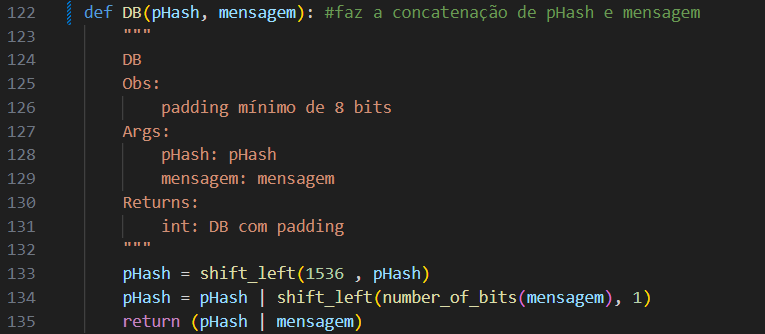 122 def DB(pHash, mensagem): #faz a concatenação de pHash e mensagem
123 """
124 DB
125 Obs:
126 padding mínimo de 8 bits
127 Args:
128 pHash: pHash
129 mensagem: mensagem
130 Returns:
131 int: DB com padding
132 """
133 pHash = shift_left(1536 , pHash)
134 pHash = pHash | shift_left(number_of_bits(mensagem), 1)
135 return (pHash | mensagem)